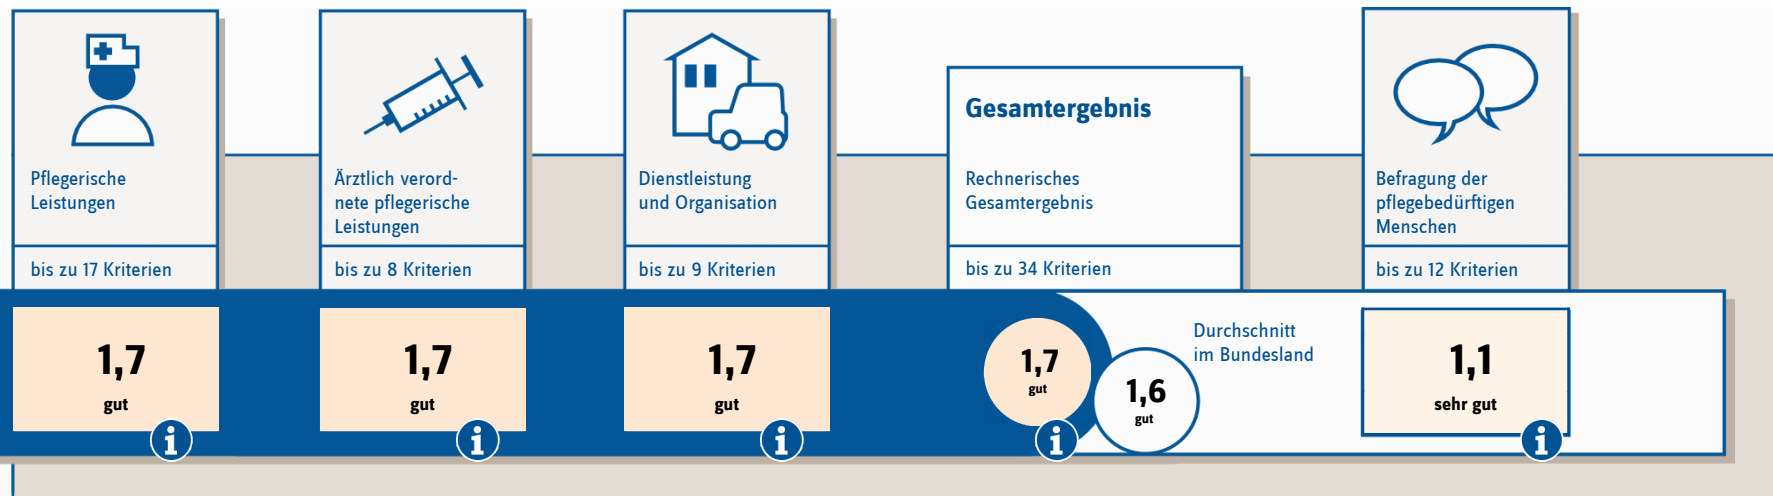 Pflegerische
Leistungen
bis zu 17 Kriterien
1,7
gut
i
Ärztlich verord-
nete pflegerische
Leistungen
bis zu 8 Kriterien
1,7
gut
i
Dienstleistung
und Organisation
bis zu 9 Kriterien
1,7
gut
i
Gesamtergebnis
Rechnerisches
Gesamtergebnis
bis zu 34 Kriterien
1,7
gut
i
Durchschnitt
im Bundesland
1,6
gut
Befragung der
pflegebedürftigen
Menschen
bis zu 12 Kriterien
1,1
sehr gut
i